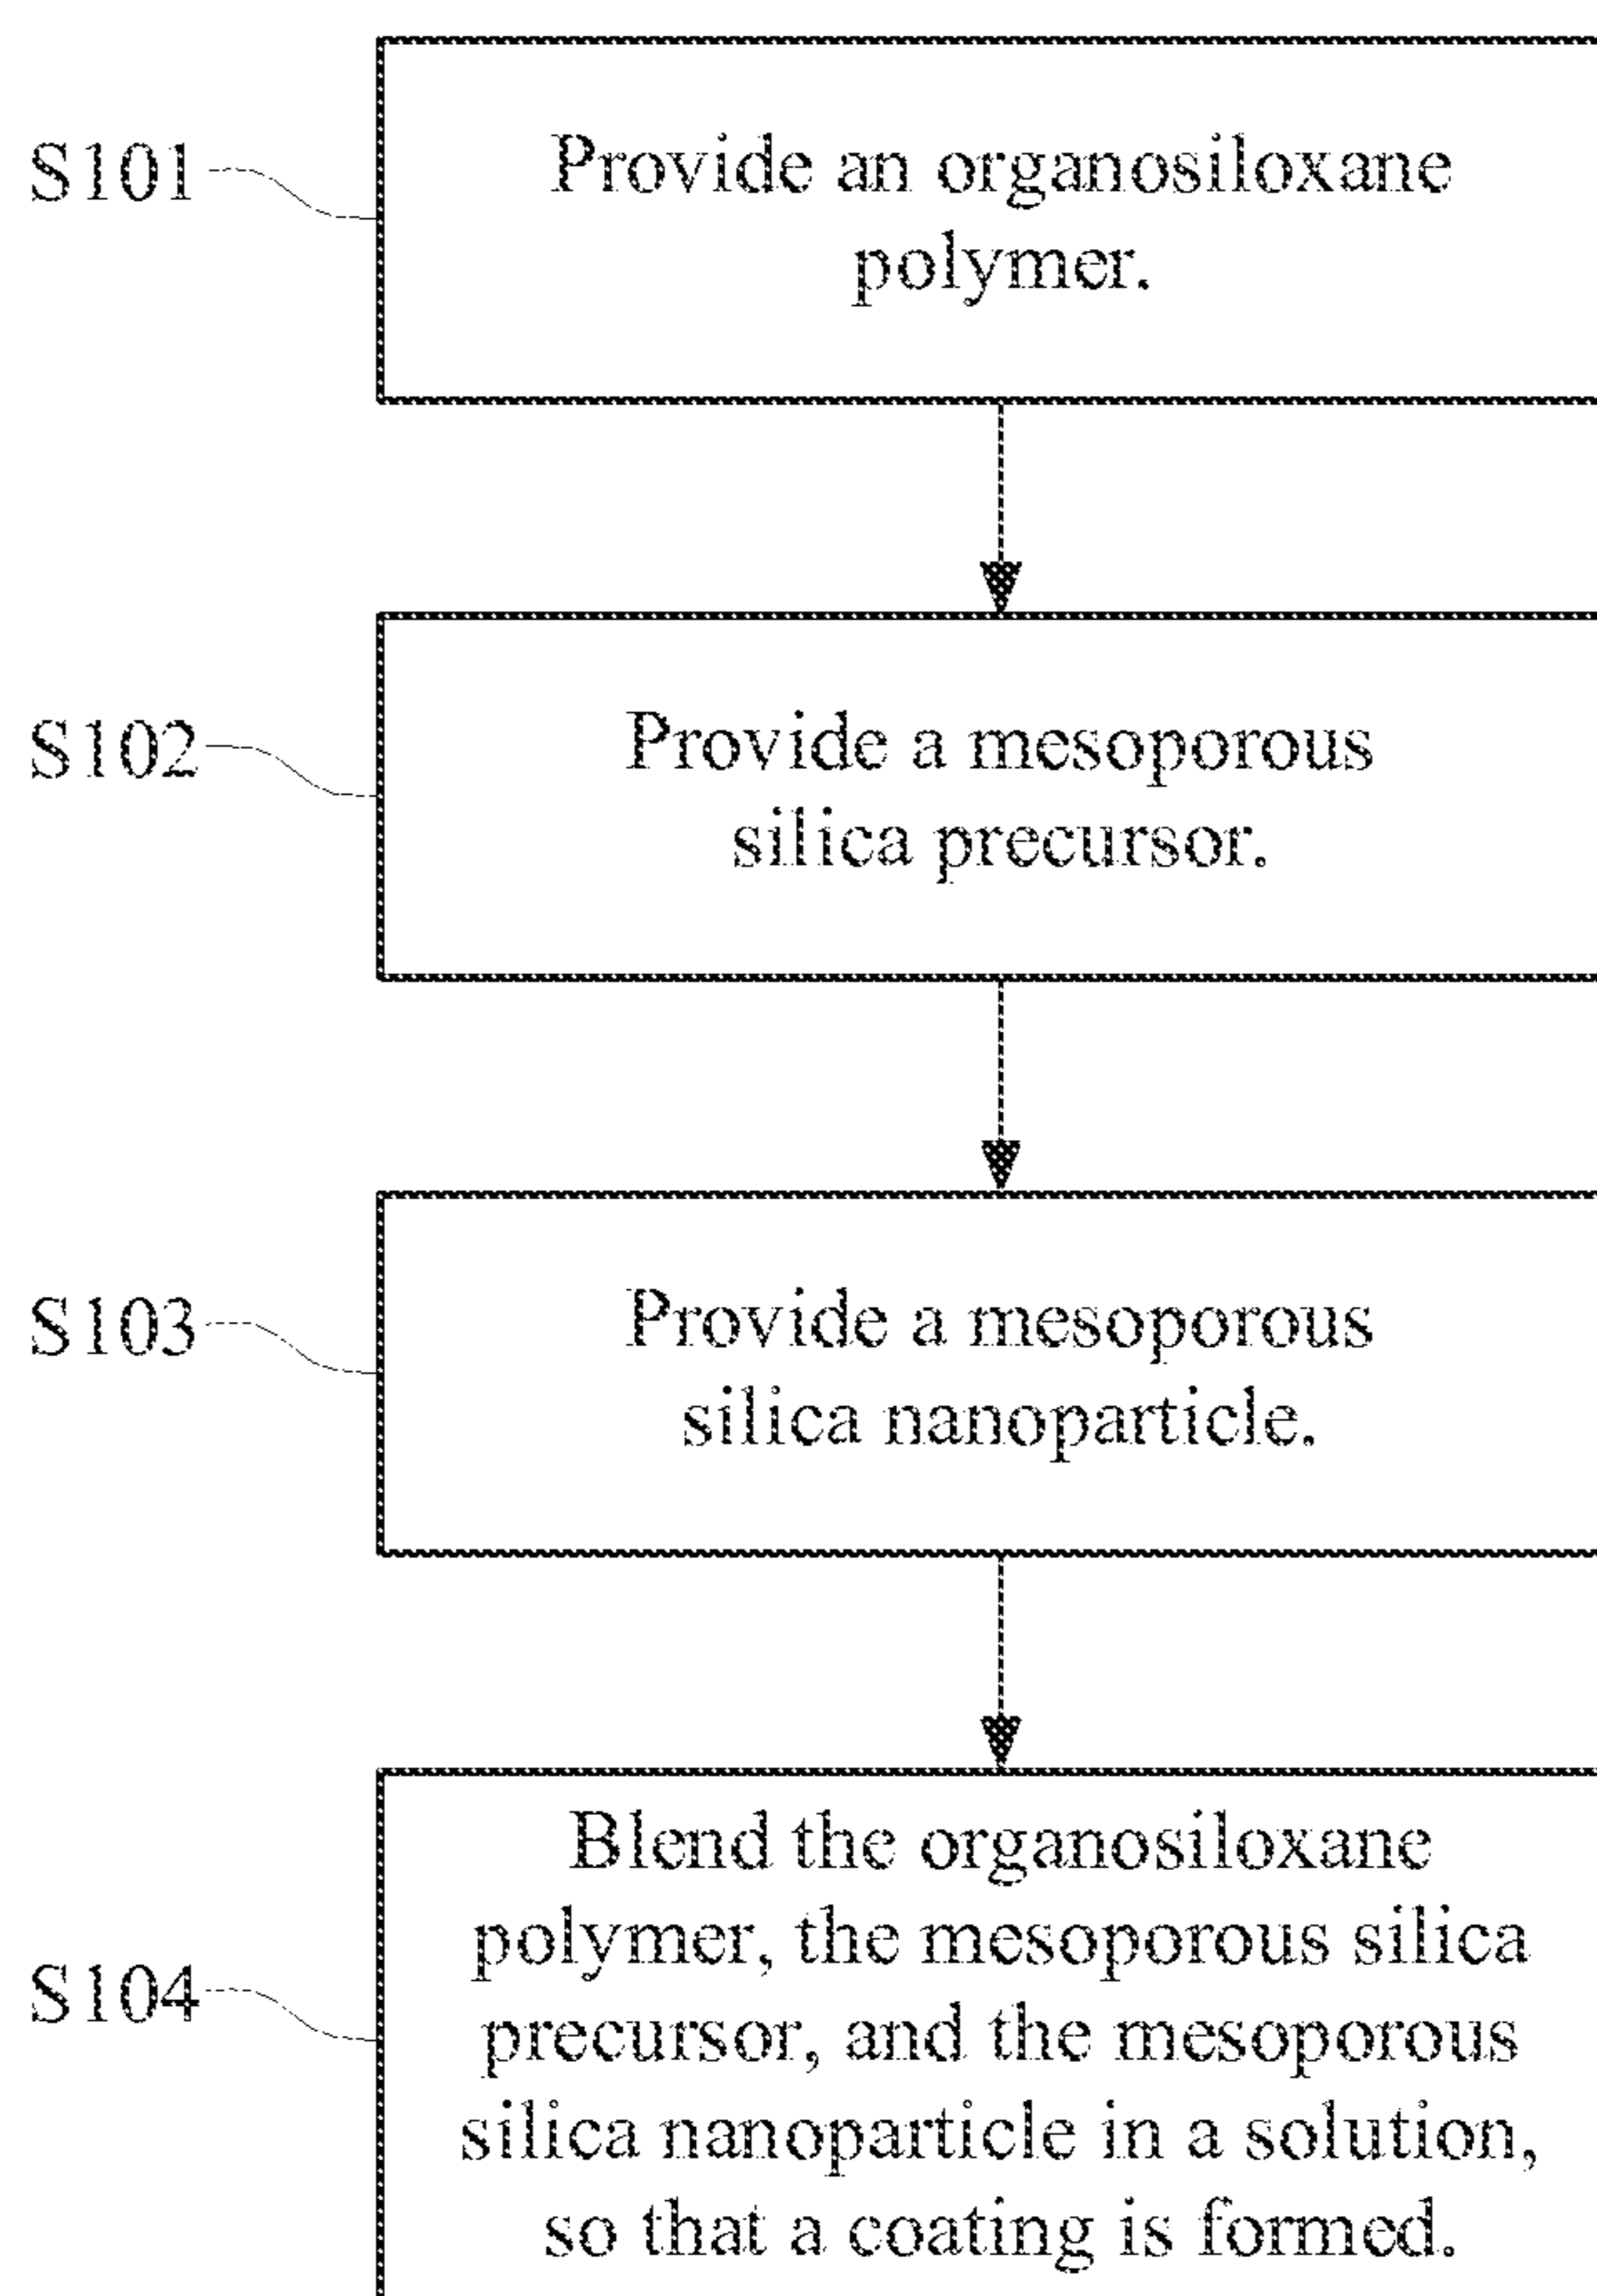 S101
Provide an organosiloxane
polymer.
S102
Provide a mesoporous
silica precursor.
S103
Provide a mesoporous
silica nanoparticle.
S104
Blend the organosiloxane
polymer, the mesoporous silica
precursor, and the mesoporous
silica nanoparticle in a solution,
so that a coating is formed.